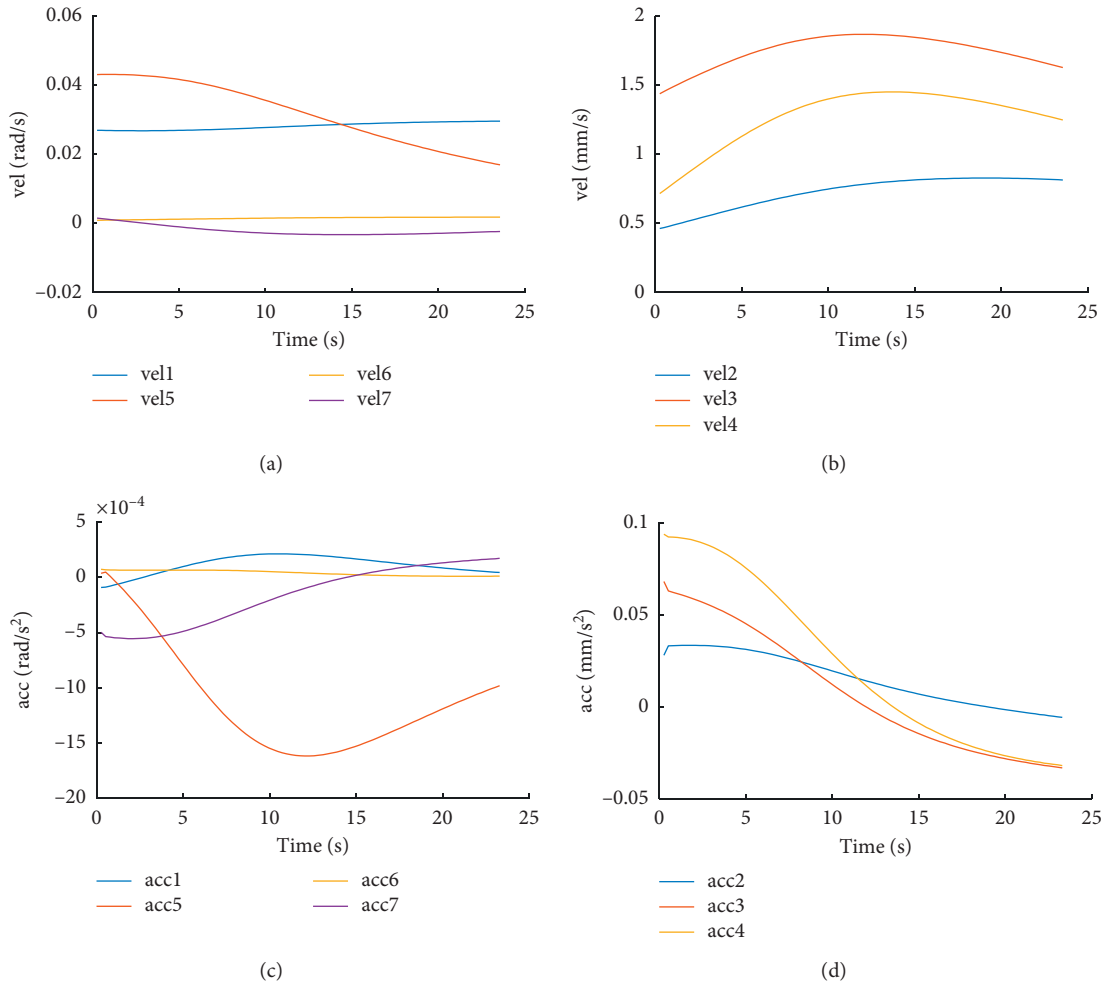 0.06
0.04
0.02
0
−0.02
vel (rad/s)
0 5 10 15 20 25
Time (s)
vel1 vel6
vel5 vel7
(a)
2
1.5
1
0.5
0
vel (mm/s)
0 5 10 15 20 25
Time (s)
vel2
vel3
vel4
(b)
×10⁻⁴
5
0
−5
−10
−15
−20
acc (rad/s²)
0 5 10 15 20 25
Time (s)
acc1 acc6
acc5 acc7
(c)
0.1
0.05
0
−0.05
acc (mm/s²)
0 5 10 15 20 25
Time (s)
acc2
acc3
acc4
(d)